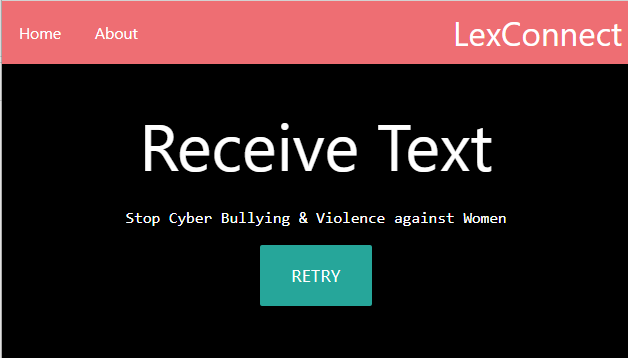 Home About LexConnect
Receive Text
Stop Cyber Bullying & Violence against Women
RETRY